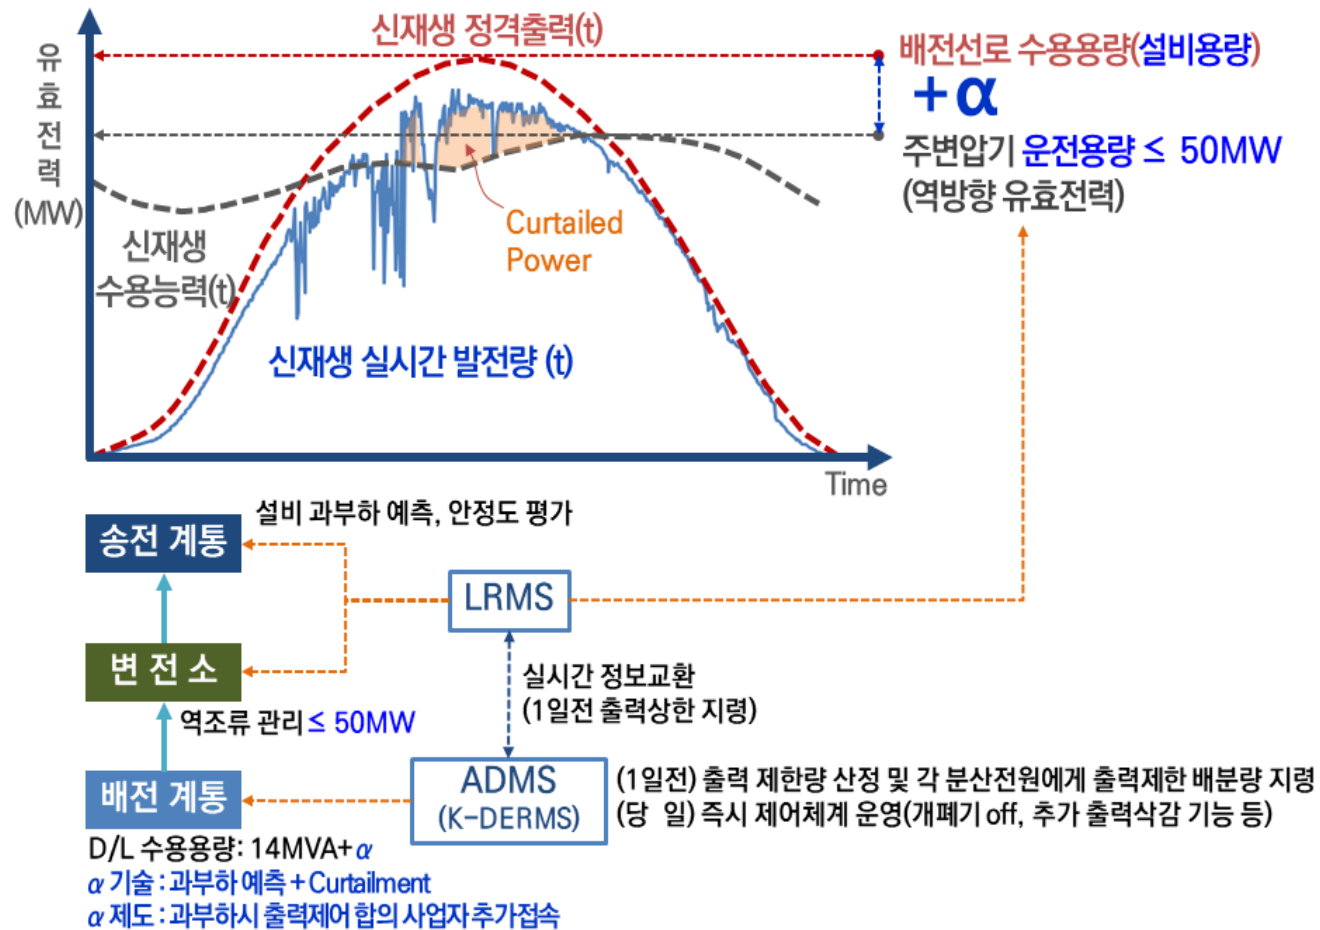 유효전력
(MW)
신재생 정격출력(t)
배전선로 수용용량(설비용량)
+α
주변압기 운전용량 ≤ 50MW
(역방향 유효전력)
신재생
수용능력(t)
Curtailed
Power
신재생 실시간 발전량 (t)
Time
설비 과부하 예측, 안정도 평가
송전 계통
LRMS
변 전 소
실시간 정보교환
(1일전 출력상한 지령)
역조류 관리 ≤ 50MW
배전 계통
ADMS
(K-DERMS)
(1일전) 출력 제한량 산정 및 각 분산전원에게 출력제한 배분량 지령
(당 일) 즉시 제어체계 운영(개폐기 off, 추가 출력삭감 기능 등)
D/L 수용용량: 14MVA+α
α 기술 : 과부하 예측 + Curtailment
α 제도 : 과부하시 출력제어 합의 사업자 추가접속